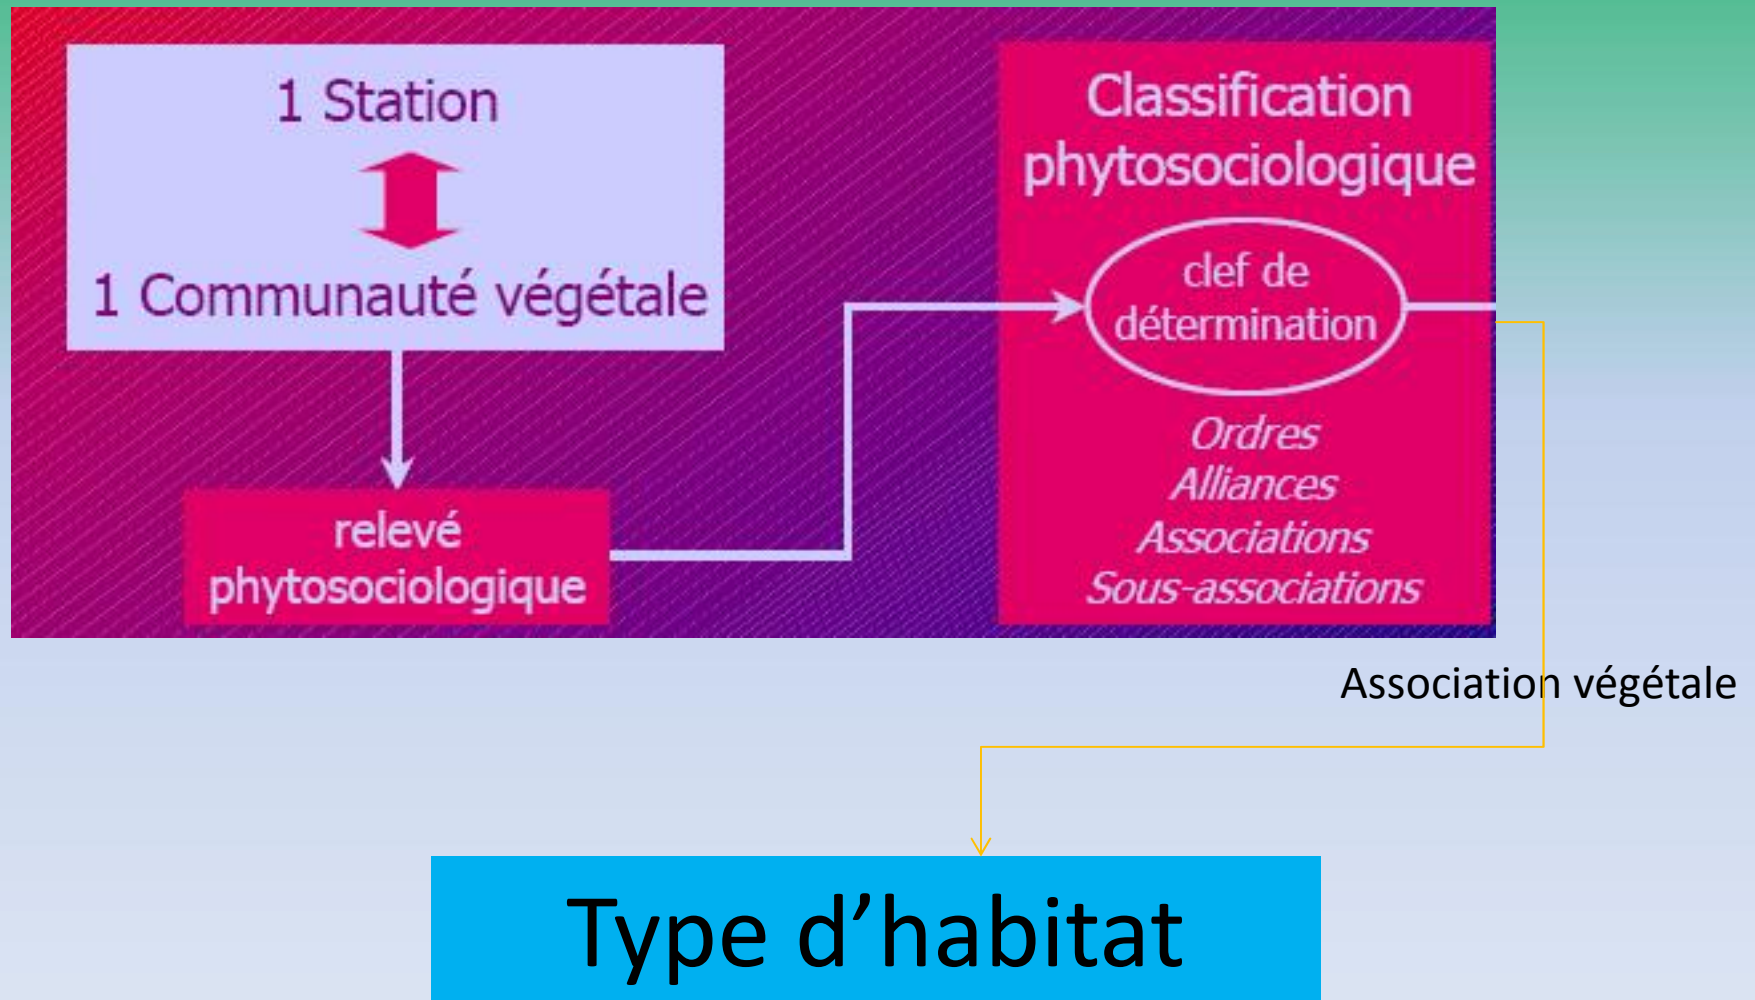 1 Station
1 Communauté végétale
relevé
phytosociologique
Classification
phytosociologique
clef de
détermination
Ordres
Alliances
Associations
Sous-associations
Association végétale
Type d’habitat